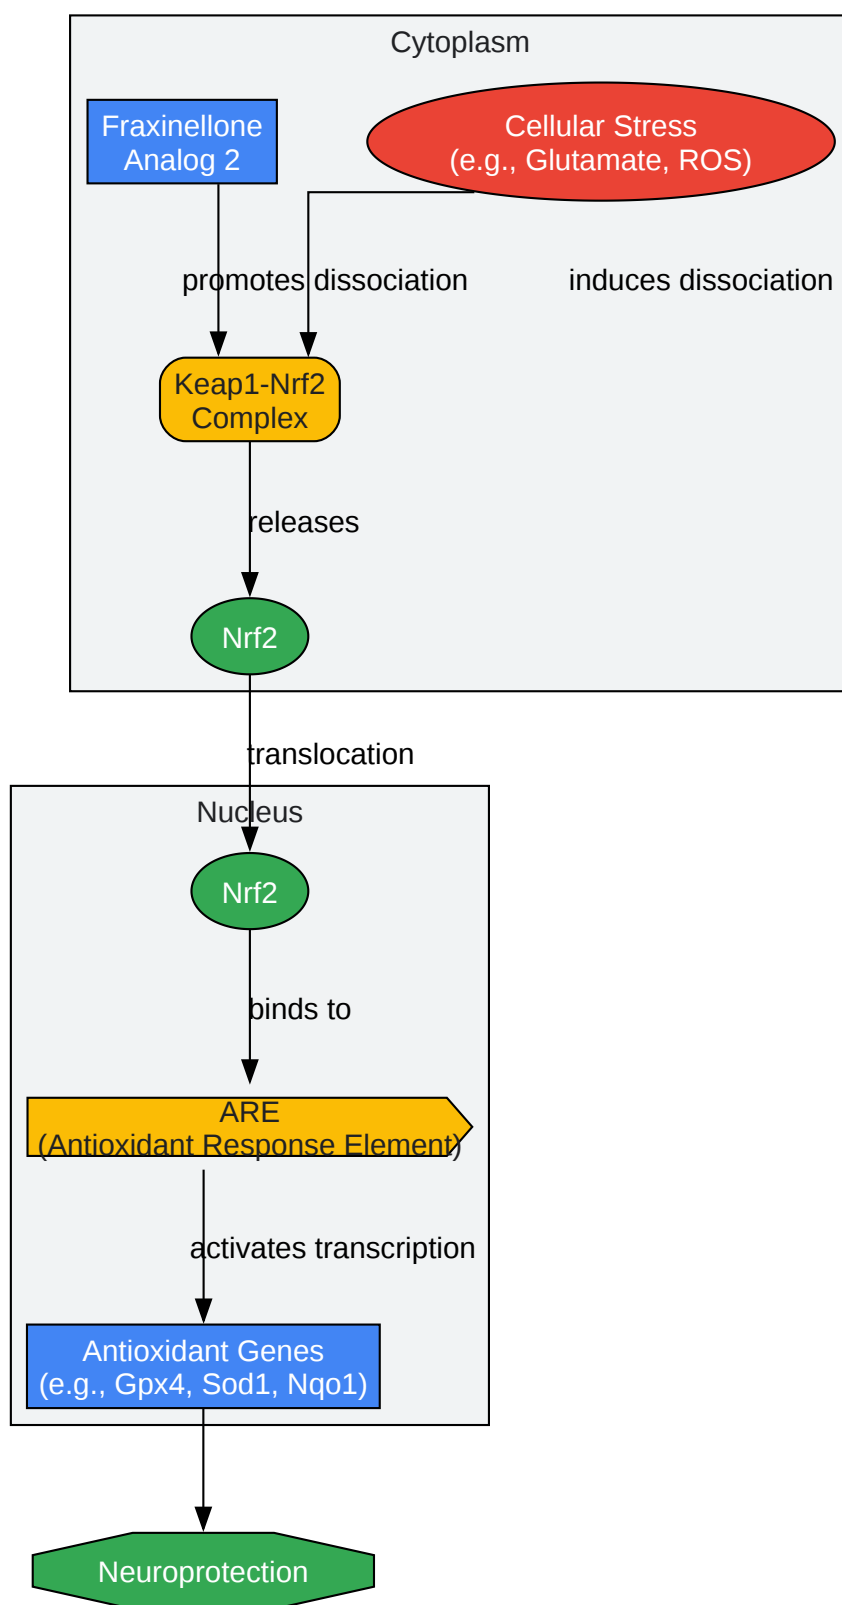 Cytoplasm
Fraxinellone
Analog 2
Cellular Stress
(e.g., Glutamate, ROS)
promotes dissociation
induces dissociation
Keap1-Nrf2
Complex
releases
Nrf2
translocation
Nucleus
Nrf2
binds to
ARE
(Antioxidant Response Element)
activates transcription
Antioxidant Genes
(e.g., Gpx4, Sod1, Nqo1)
Neuroprotection